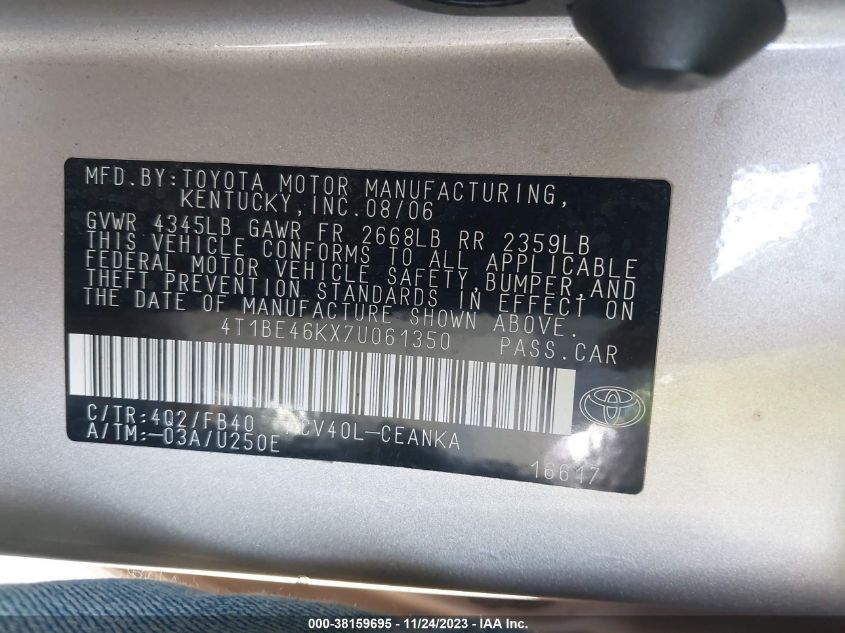 MFD.BY:TOYOTA MOTOR MANUFACTURING,
KENTUCKY,INC.08/06
GVWR 4345LB GAWR FR 2668LB RR 2359LB
THIS VEHICLE CONFORMS TO ALL APPLICABLE
FEDERAL MOTOR VEHICLE SAFETY,BUMPER,AND
THEFT PREVENTION STANDARDS IN EFFECT ON
THE DATE OF MANUFACTURE SHOWN ABOVE.
4T1BE46KX7U061350 PASS.CAR
C/TR:4Q2/FB40 ACV40L-CEANKA
A/TM:-03A/U250E
16617
000-38159695 - 11/24/2023 - IAA Inc.